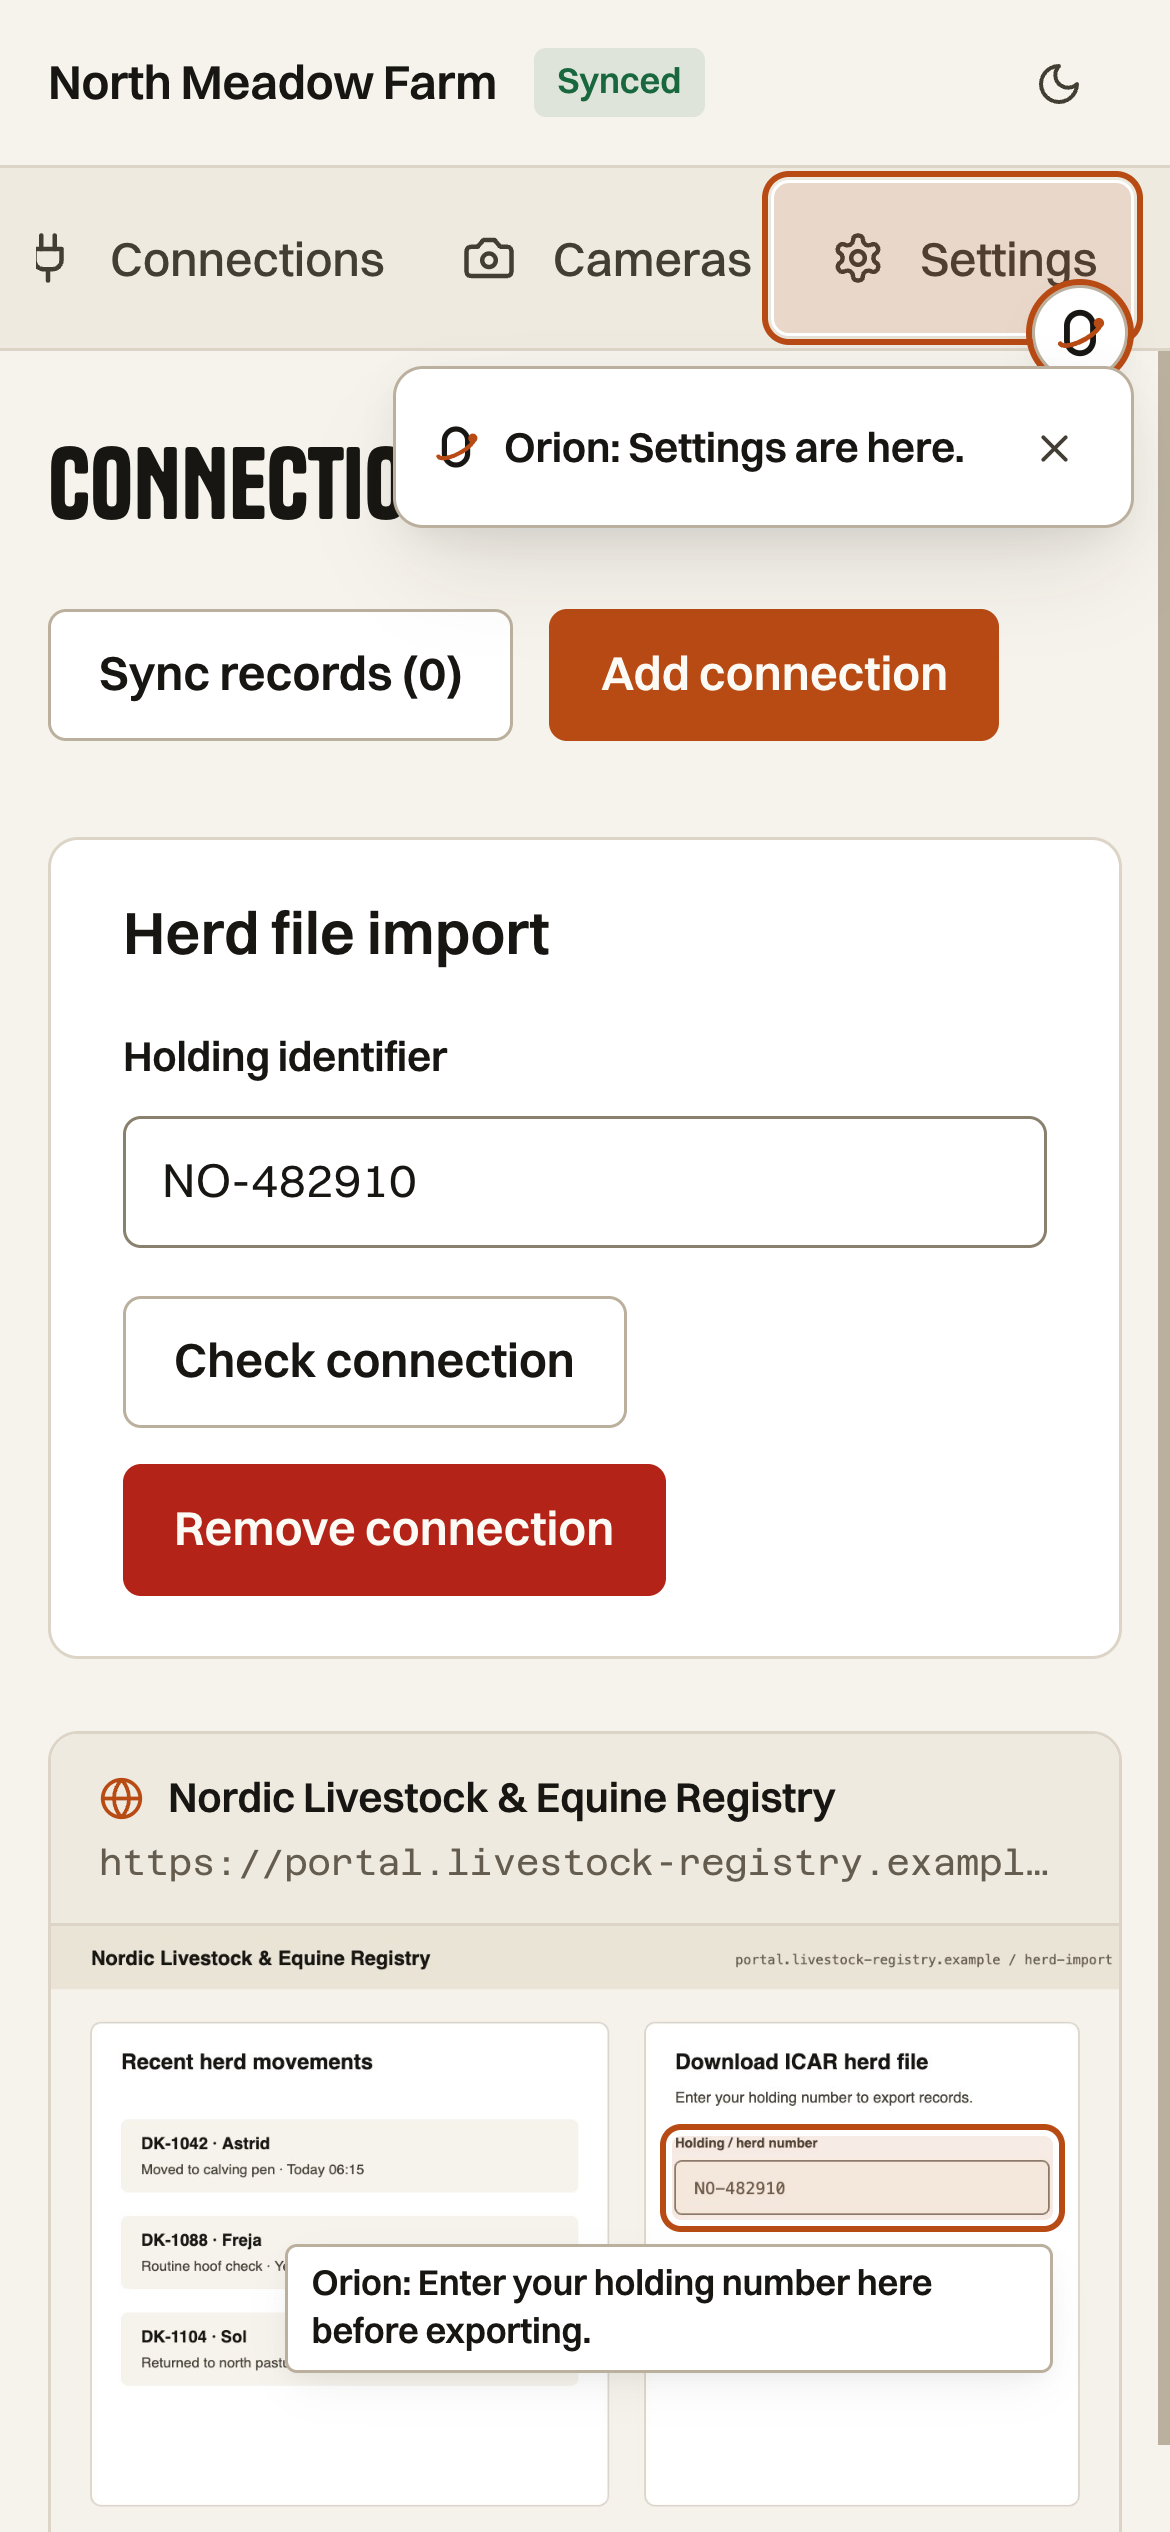 North Meadow Farm
Synced
Connections
Cameras
Settings
Orion: Settings are here.
Sync records (0)
Add connection
Herd file import
Holding identifier
NO-482910
Check connection
Remove connection
Nordic Livestock & Equine Registry
https://portal.livestock-registry.exampl…
Nordic Livestock & Equine Registry
portal.livestock-registry.example / herd-import
Recent herd movements
DK-1042 · Astrid
Moved to calving pen · Today 06:15
DK-1088 · Freja
Routine hoof check ·
DK-1104 · Sol
Returned to north
Download ICAR herd file
Enter your holding number to export records.
Holding / herd number
NO-482910
Orion: Enter your holding number here
before exporting.